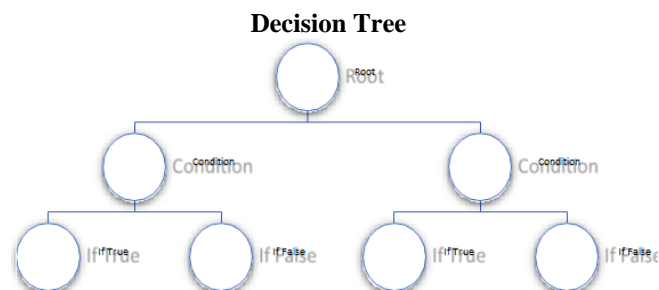 Decision Tree
Root
Condition Condition
If True If False If True If False